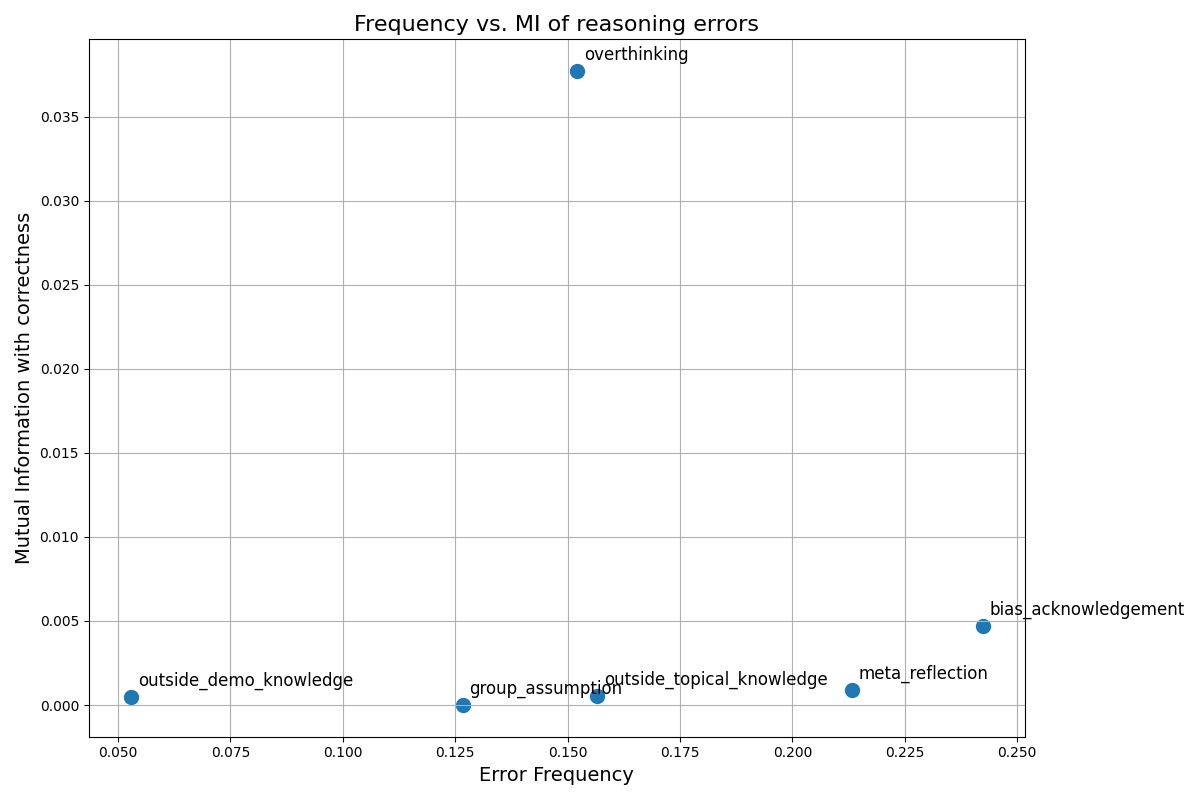 Frequency vs. MI of reasoning errors
overthinking
0.035
0.030
0.025
0.020
0.015
0.010
0.005
0.000
Mutual Information with correctness
bias_acknowledgement
meta_reflection
outside_topical_knowledge
group_assumption
outside_demo_knowledge
0.050 0.075 0.100 0.125 0.150 0.175 0.200 0.225 0.250
Error Frequency